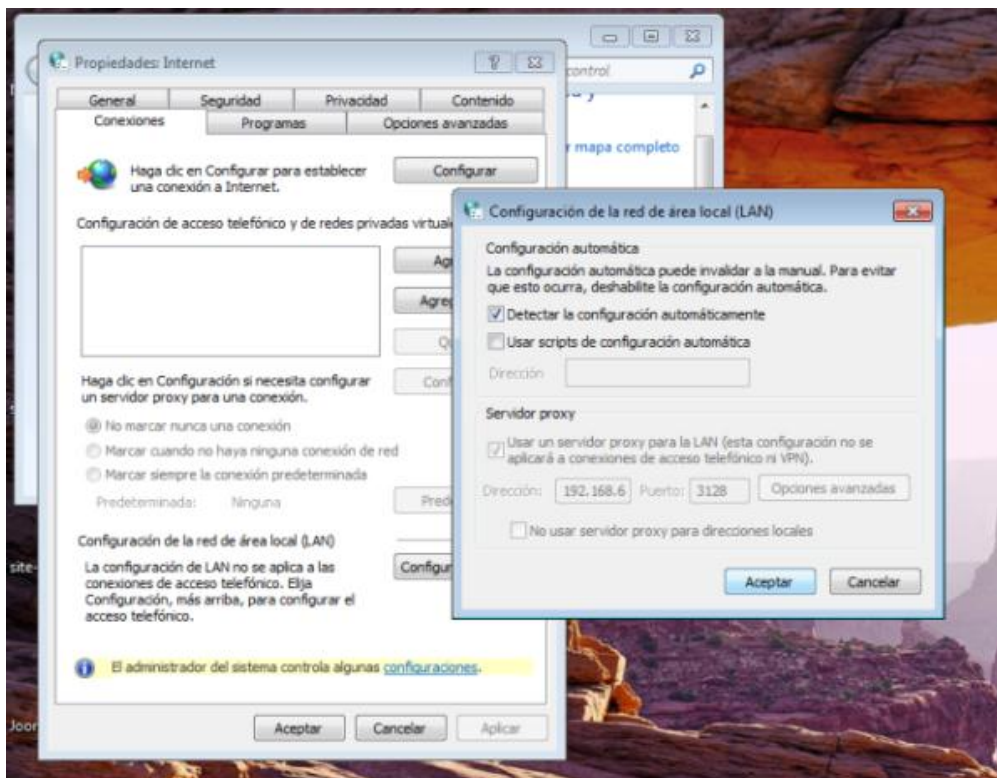 Propiedades: Internet
control
General
Seguridad
Privacidad
Contenido
Conexiones
Programas
Opciones avanzadas
r mapa completo
Haga clic en Configurar para establecer
una conexión a Internet.
Configurar
Configuración de acceso telefónico y de redes privadas virtual
Agr
Agreg
Haga clic en Configuración si necesita configurar
un servidor proxy para una conexión.
Conf
No marcar nunca una conexión
Marcar cuando no haya ninguna conexión de red
Marcar siempre la conexión predeterminada
Predeterminada:
Ninguna
Pred
Configuración de la red de área local (LAN)
La configuración de LAN no se aplica a las
conexiones de acceso telefónico. Elija
Configuración, más arriba, para configurar el
acceso telefónico.
Configur
El administrador del sistema controla algunas configuraciones.
Aceptar
Cancelar
Aplicar
Configuración de la red de área local (LAN)
Configuración automática
La configuración automática puede invalidar a la manual. Para evitar
que esto ocurra, deshabilite la configuración automática.
Detectar la configuración automáticamente
Usar scripts de configuración automática
Dirección
Servidor proxy
Usar un servidor proxy para la LAN (esta configuración no se
aplicará a conexiones de acceso telefónico ni VPN).
Dirección: 192.168.6 Puerto: 3128 Opciones avanzadas
No usar servidor proxy para direcciones locales
Aceptar
Cancelar
site-
Joor